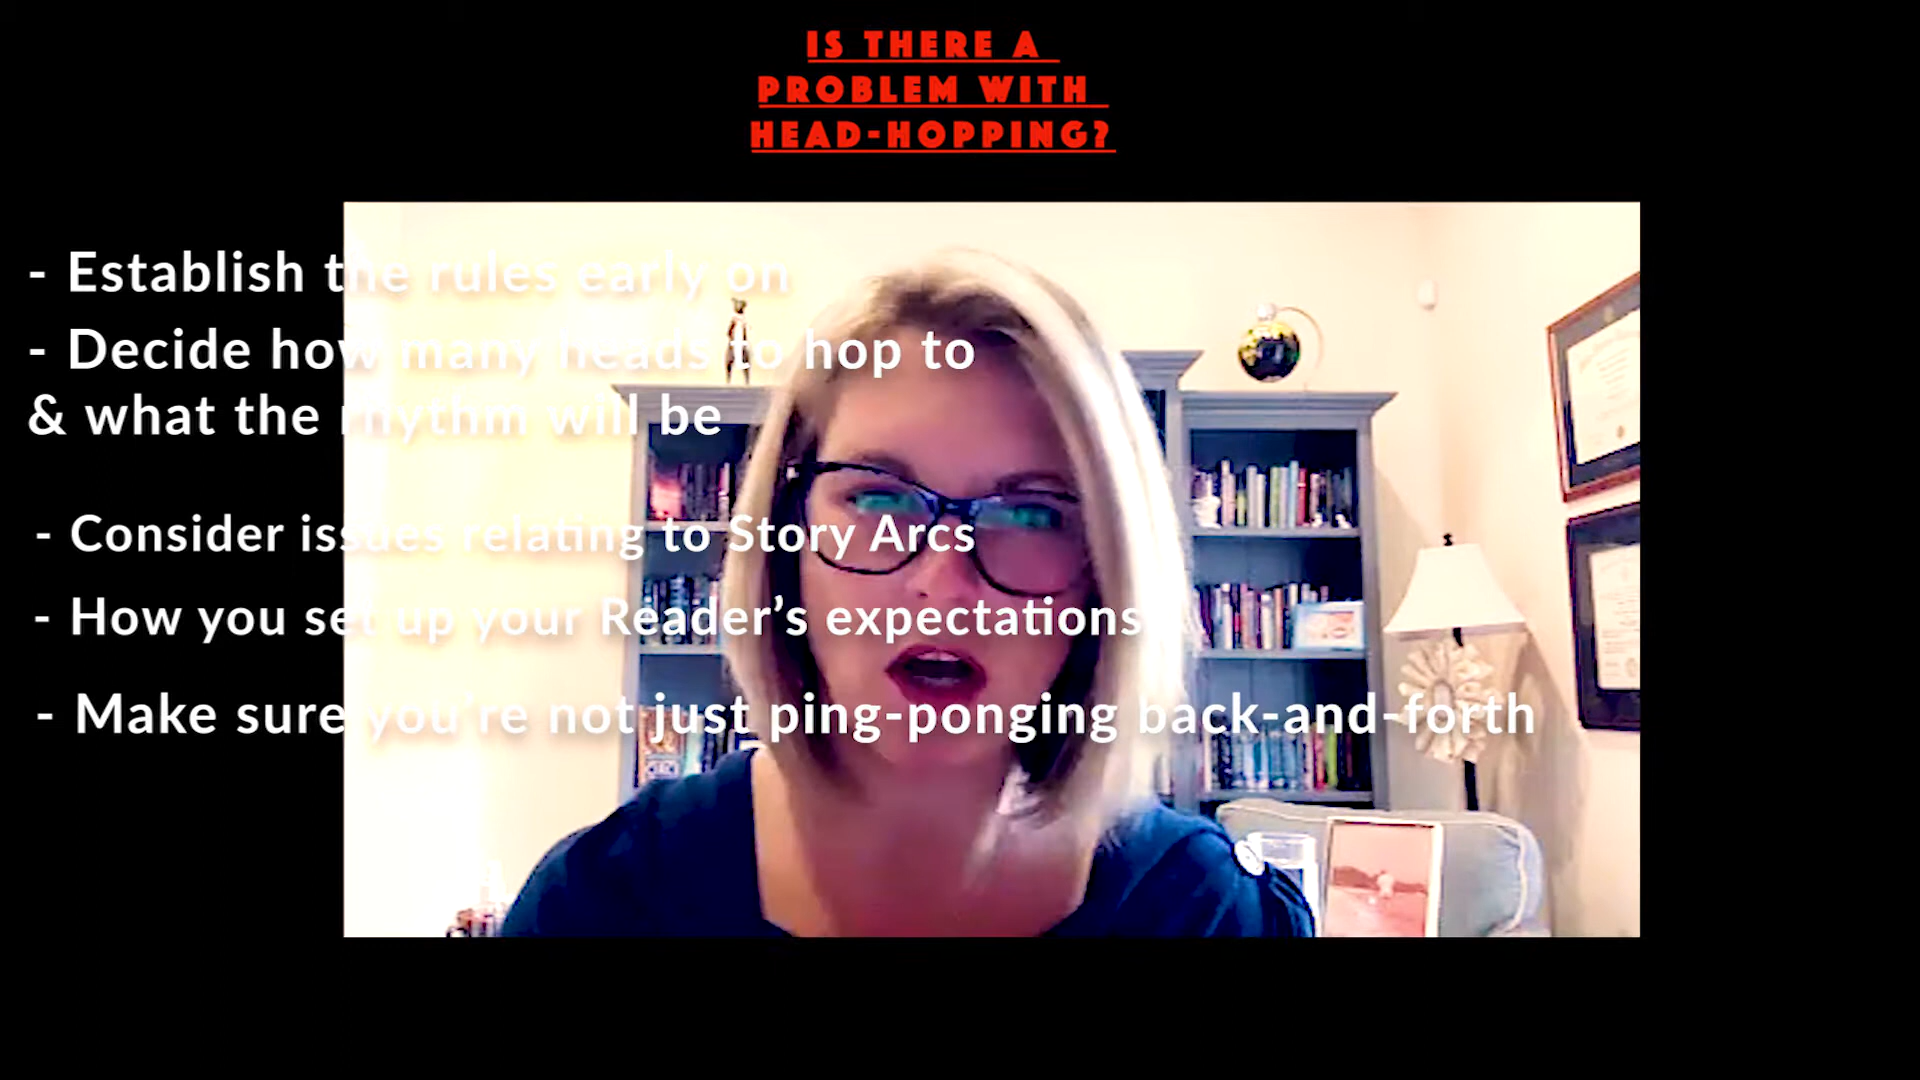 IS THERE A
PROBLEM WITH
HEAD-HOPPING?
- Establish the rules early on
- Decide how many heads to hop to
& what the rhythm will be
- Consider issues relating to Story Arcs
- How you set up your Reader's expectations
- Make sure you're not just ping-ponging back-and-forth